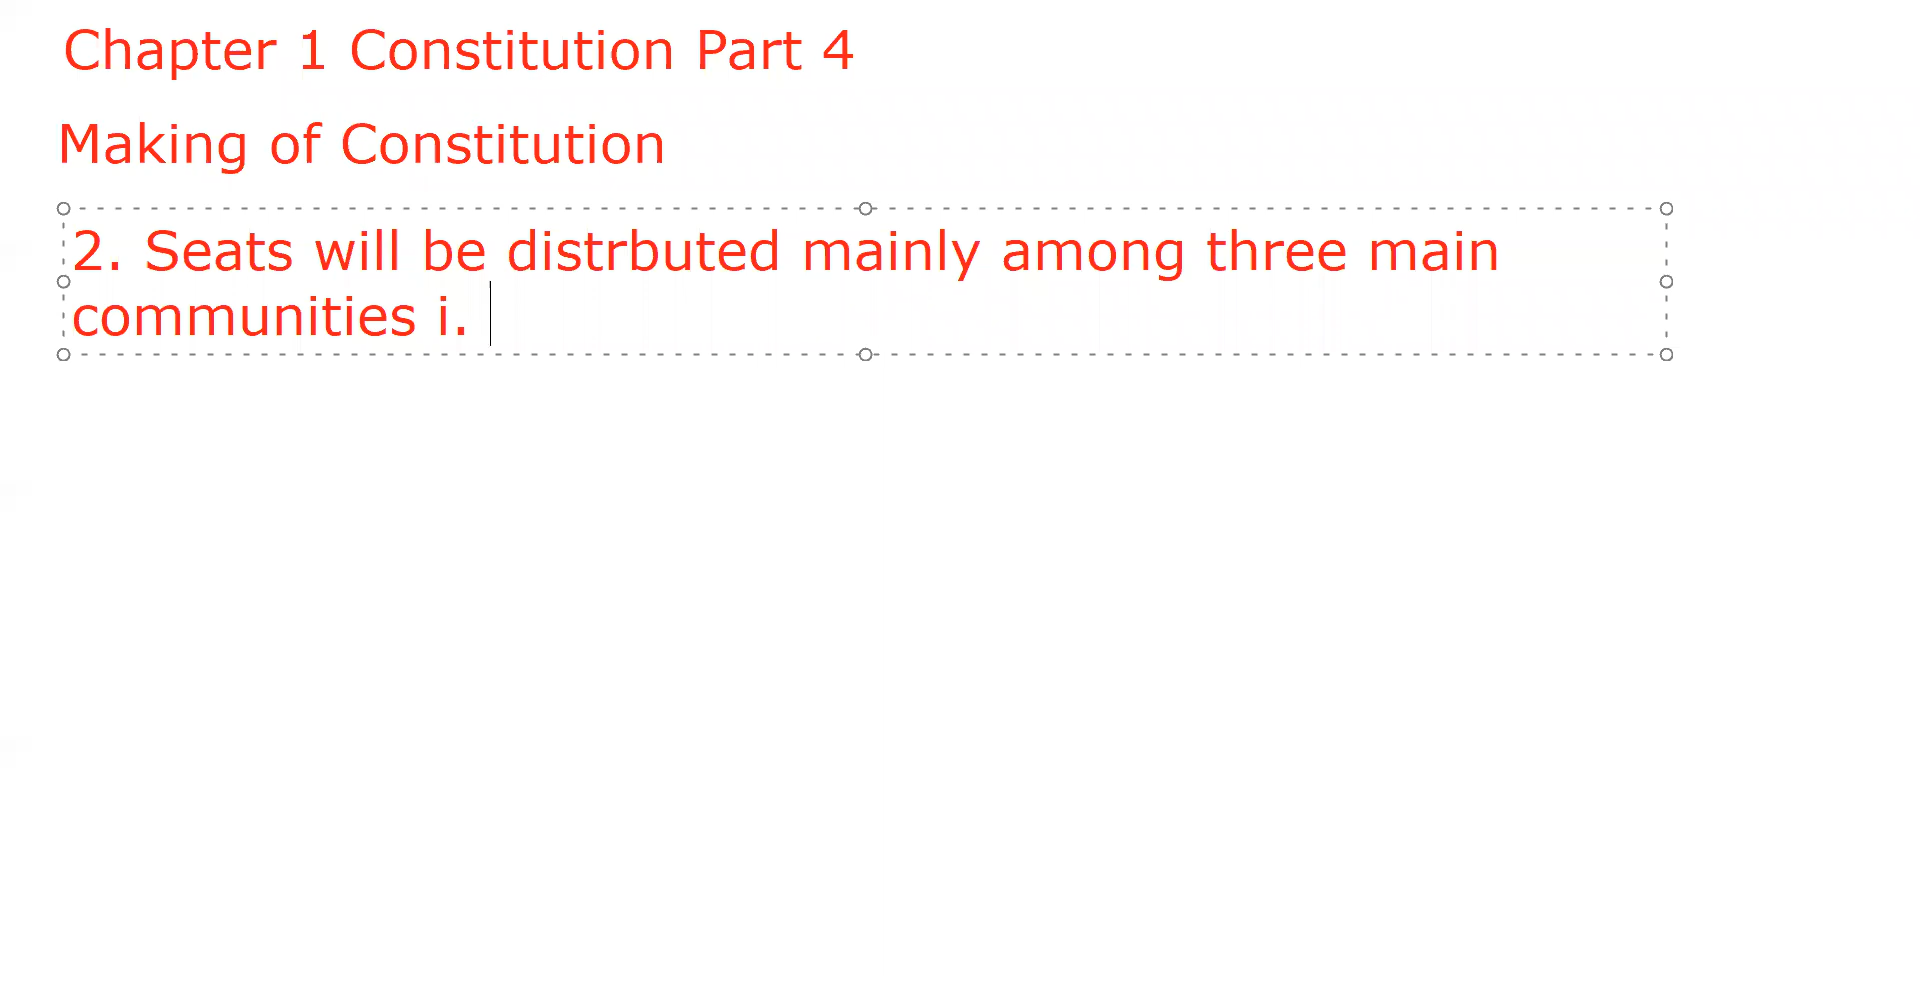 Chapter 1 Constitution Part 4
Making of Constitution
2. Seats will be distrbuted mainly among three main
communities i.